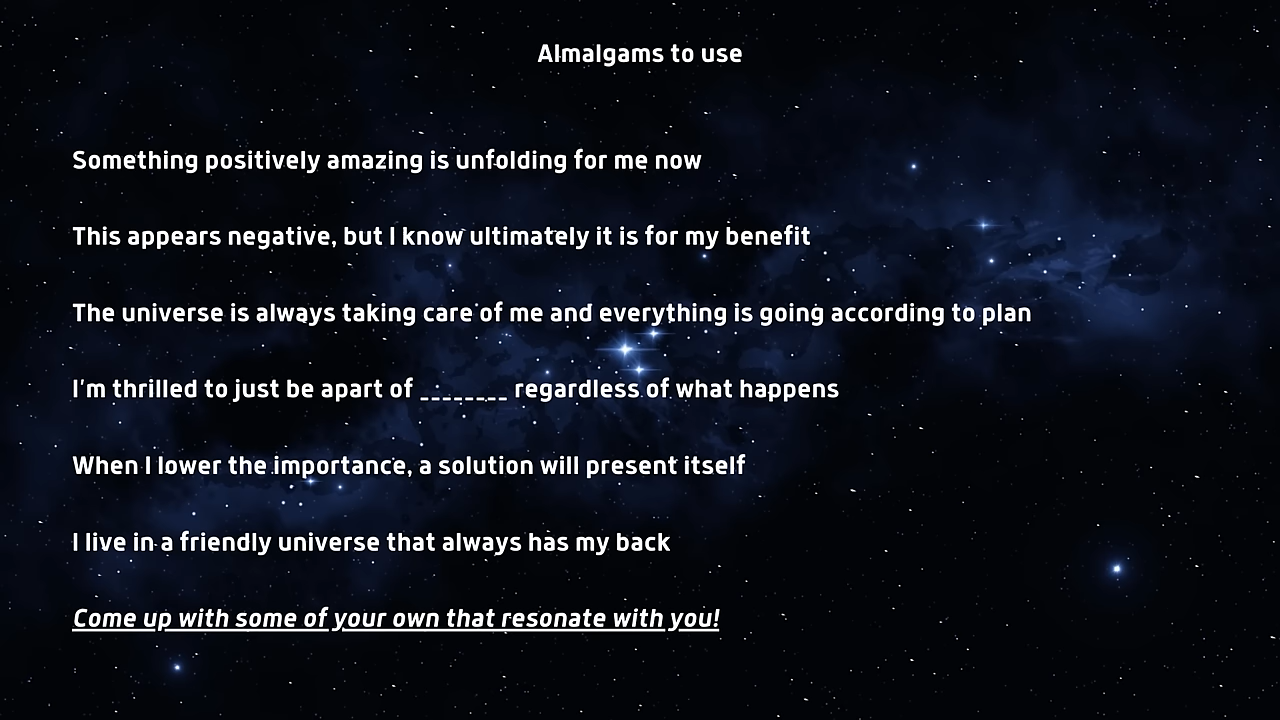 Almalgams to use
Something positively amazing is unfolding for me now
This appears negative, but I know ultimately it is for my benefit
The universe is always taking care of me and everything is going according to plan
I'm thrilled to just be apart of ________ regardless of what happens
When I lower the importance, a solution will present itself
I live in a friendly universe that always has my back
Come up with some of your own that resonate with you!